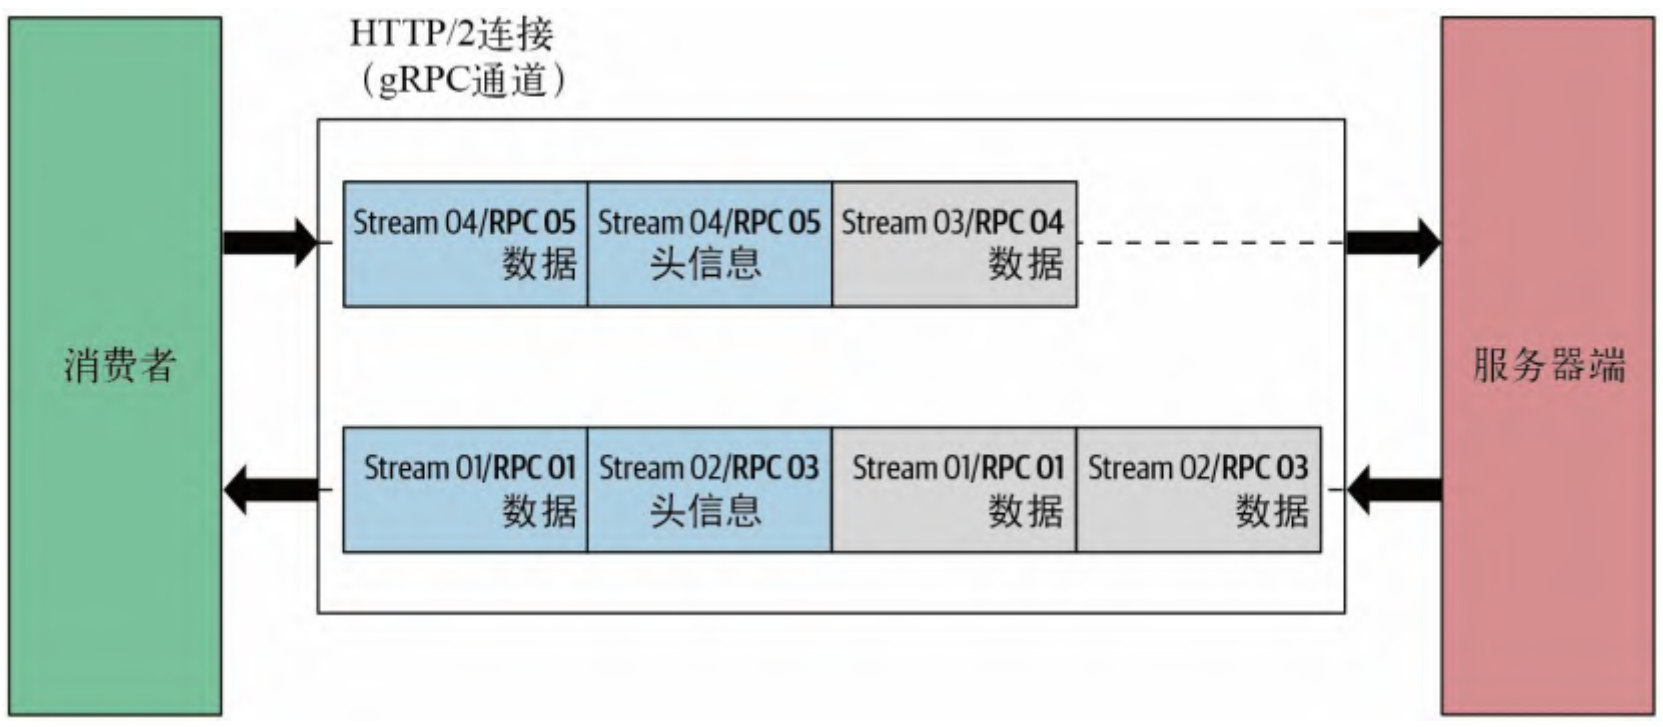 HTTP/2连接
（gRPC通道）
消费者
Stream 04/RPC 05
数据
Stream 04/RPC 05
头信息
Stream 03/RPC 04
数据
Stream 01/RPC 01
数据
Stream 02/RPC 03
头信息
Stream 01/RPC 01
数据
Stream 02/RPC 03
数据
服务器端